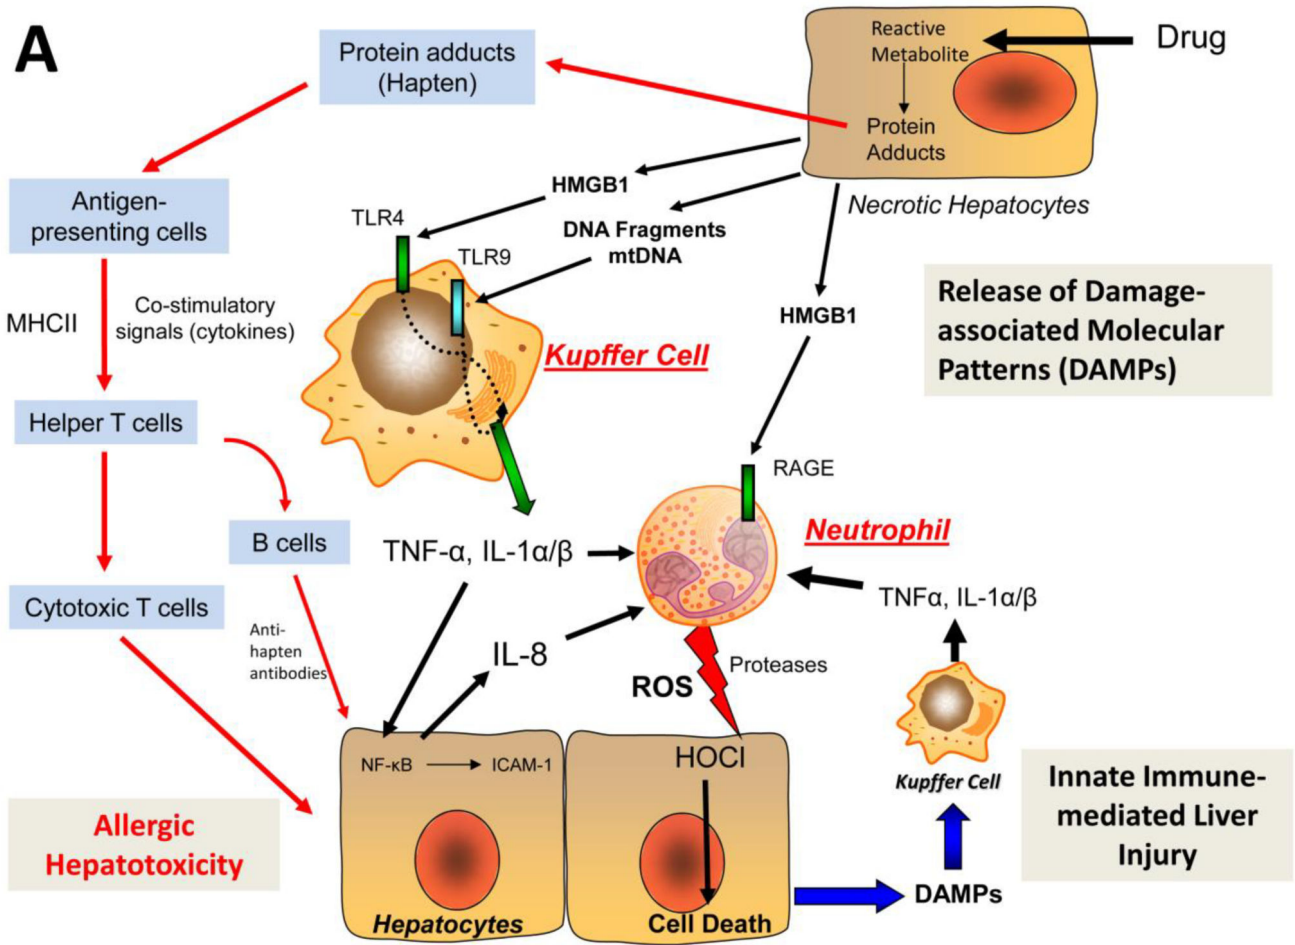 A
Protein adducts
(Hapten)
Reactive
Metabolite
Drug
Protein
Adducts
Necrotic Hepatocytes
HMGB1
DNA Fragments
mtDNA
HMGB1
Antigen-
presenting cells
TLR4
TLR9
Kupffer Cell
Release of Damage-
associated Molecular
Patterns (DAMPs)
MHCII
Co-stimulatory
signals (cytokines)
Helper T cells
B cells
Cytotoxic T cells
Anti-
hapten
antibodies
RAGE
Neutrophil
TNF-α, IL-1α/β
TNFα, IL-1α/β
IL-8
ROS
Proteases
NF-κB
ICAM-1
HOCl
Kupffer Cell
Innate Immune-
mediated Liver
Injury
Allergic
Hepatotoxicity
Hepatocytes
Cell Death
DAMPs